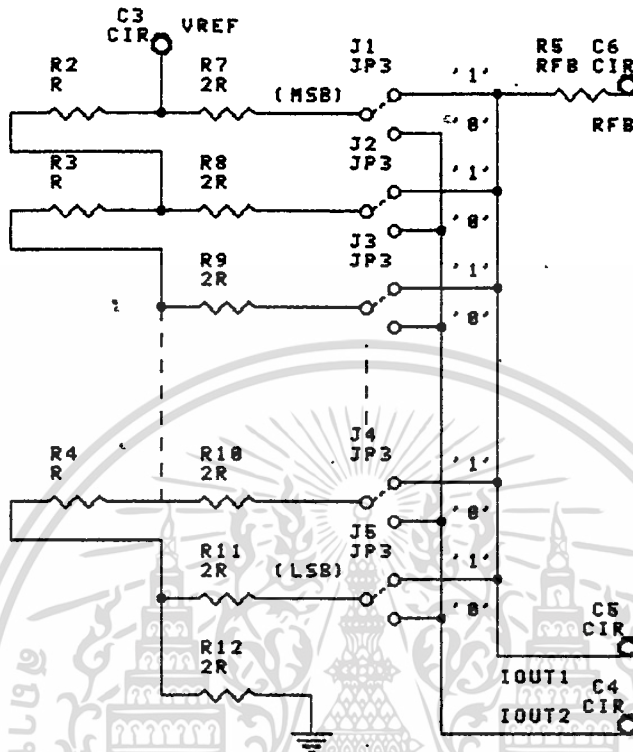 C3
CIR VREF
R2
R
R7
2R
(MSB)
J1
JP3
'1'
R5
RFB
C6
CIR
'0'
RFB
R3
R
R8
2R
J2
JP3
'1'
'0'
R9
2R
J3
JP3
'1'
'0'
R4
R
R10
2R
J4
JP3
'1'
'0'
R11
2R
(LSB)
J5
JP3
'1'
'0'
R12
2R
C5
CIR
IOUT1
C4
CIR
IOUT2